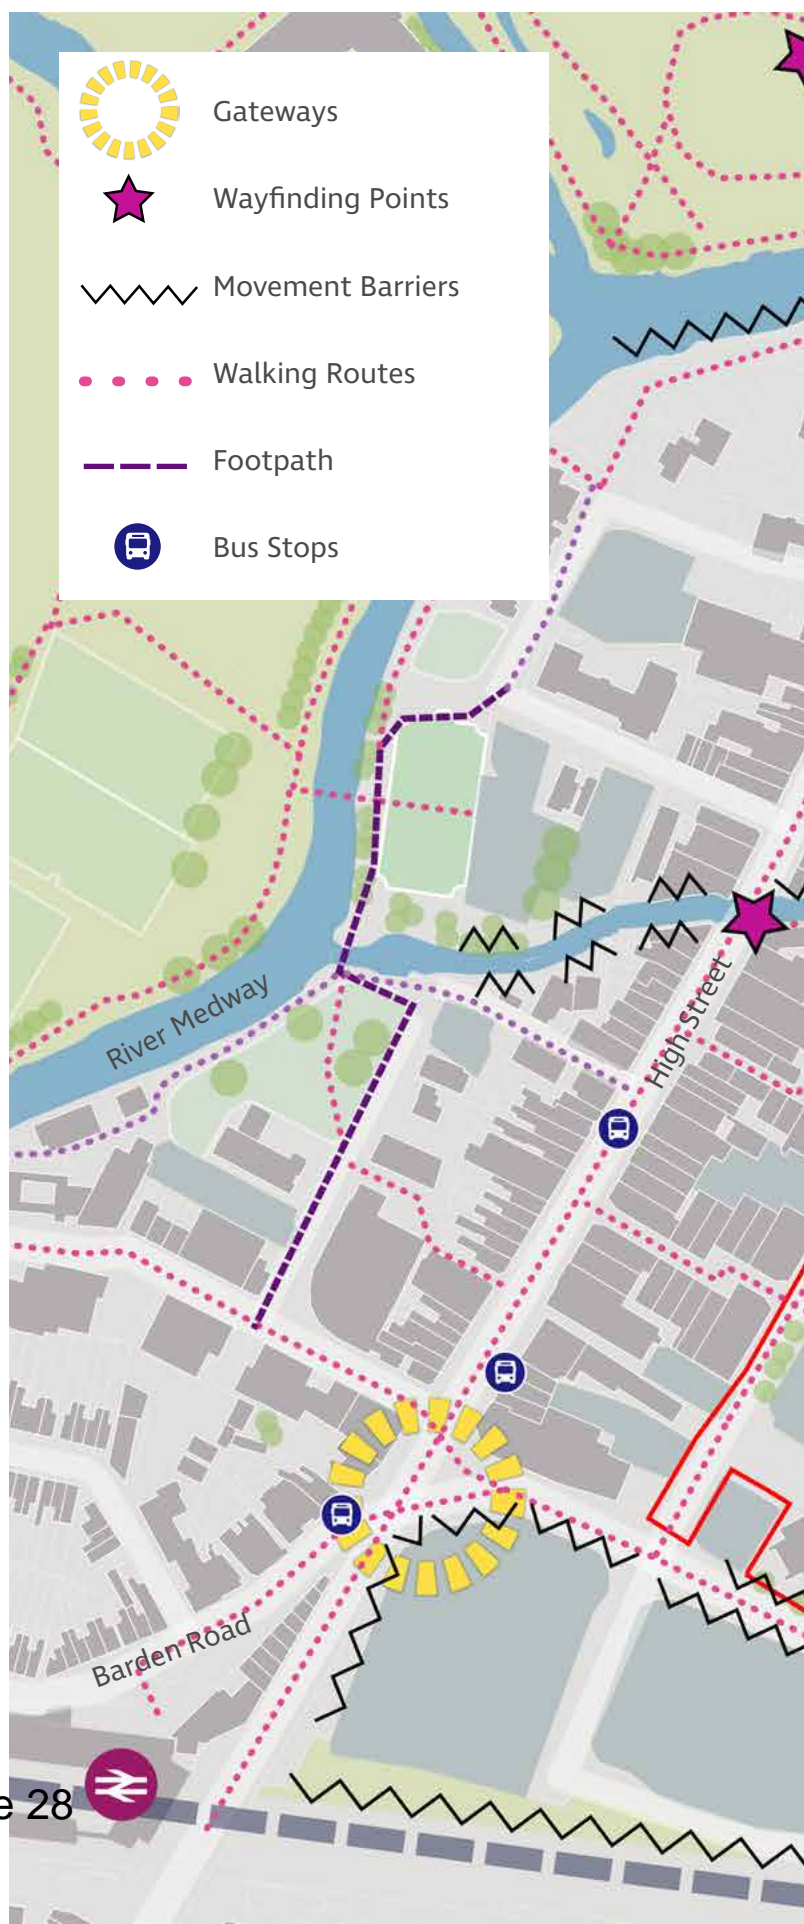 Gateways
Wayfinding Points
Movement Barriers
Walking Routes
Footpath
Bus Stops
River Medway
High Street
Barden Road
28